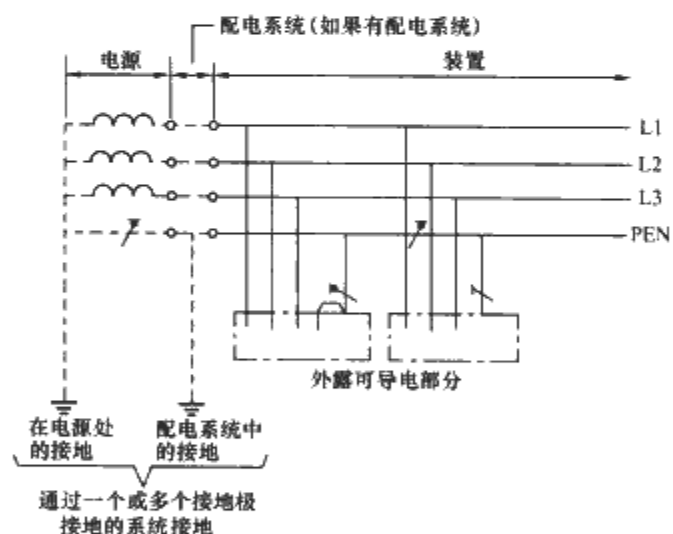 配电系统(如果有配电系统)
电源
装置
L1
L2
L3
PEN
外露可导电部分
在电源处
的接地
配电系统中
的接地
通过一个或多个接地极
接地的系统接地